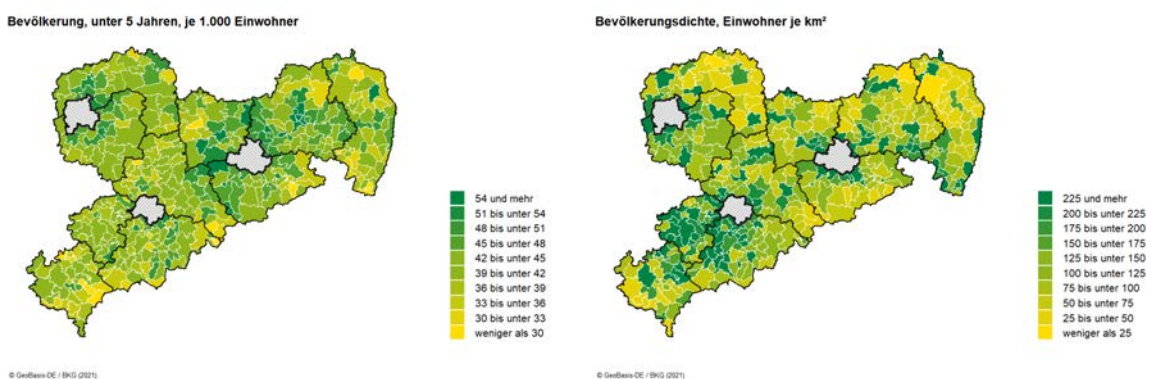 Bevölkerung, unter 5 Jahren, je 1.000 Einwohner
54 und mehr
51 bis unter 54
48 bis unter 51
45 bis unter 48
42 bis unter 45
39 bis unter 42
36 bis unter 39
33 bis unter 36
30 bis unter 33
weniger als 30
© GeoBasis-DE / BKG (2021)
Bevölkerungsdichte, Einwohner je km²
225 und mehr
200 bis unter 225
175 bis unter 200
150 bis unter 175
125 bis unter 150
100 bis unter 125
75 bis unter 100
50 bis unter 75
25 bis unter 50
weniger als 25
© GeoBasis-DE / BKG (2021)